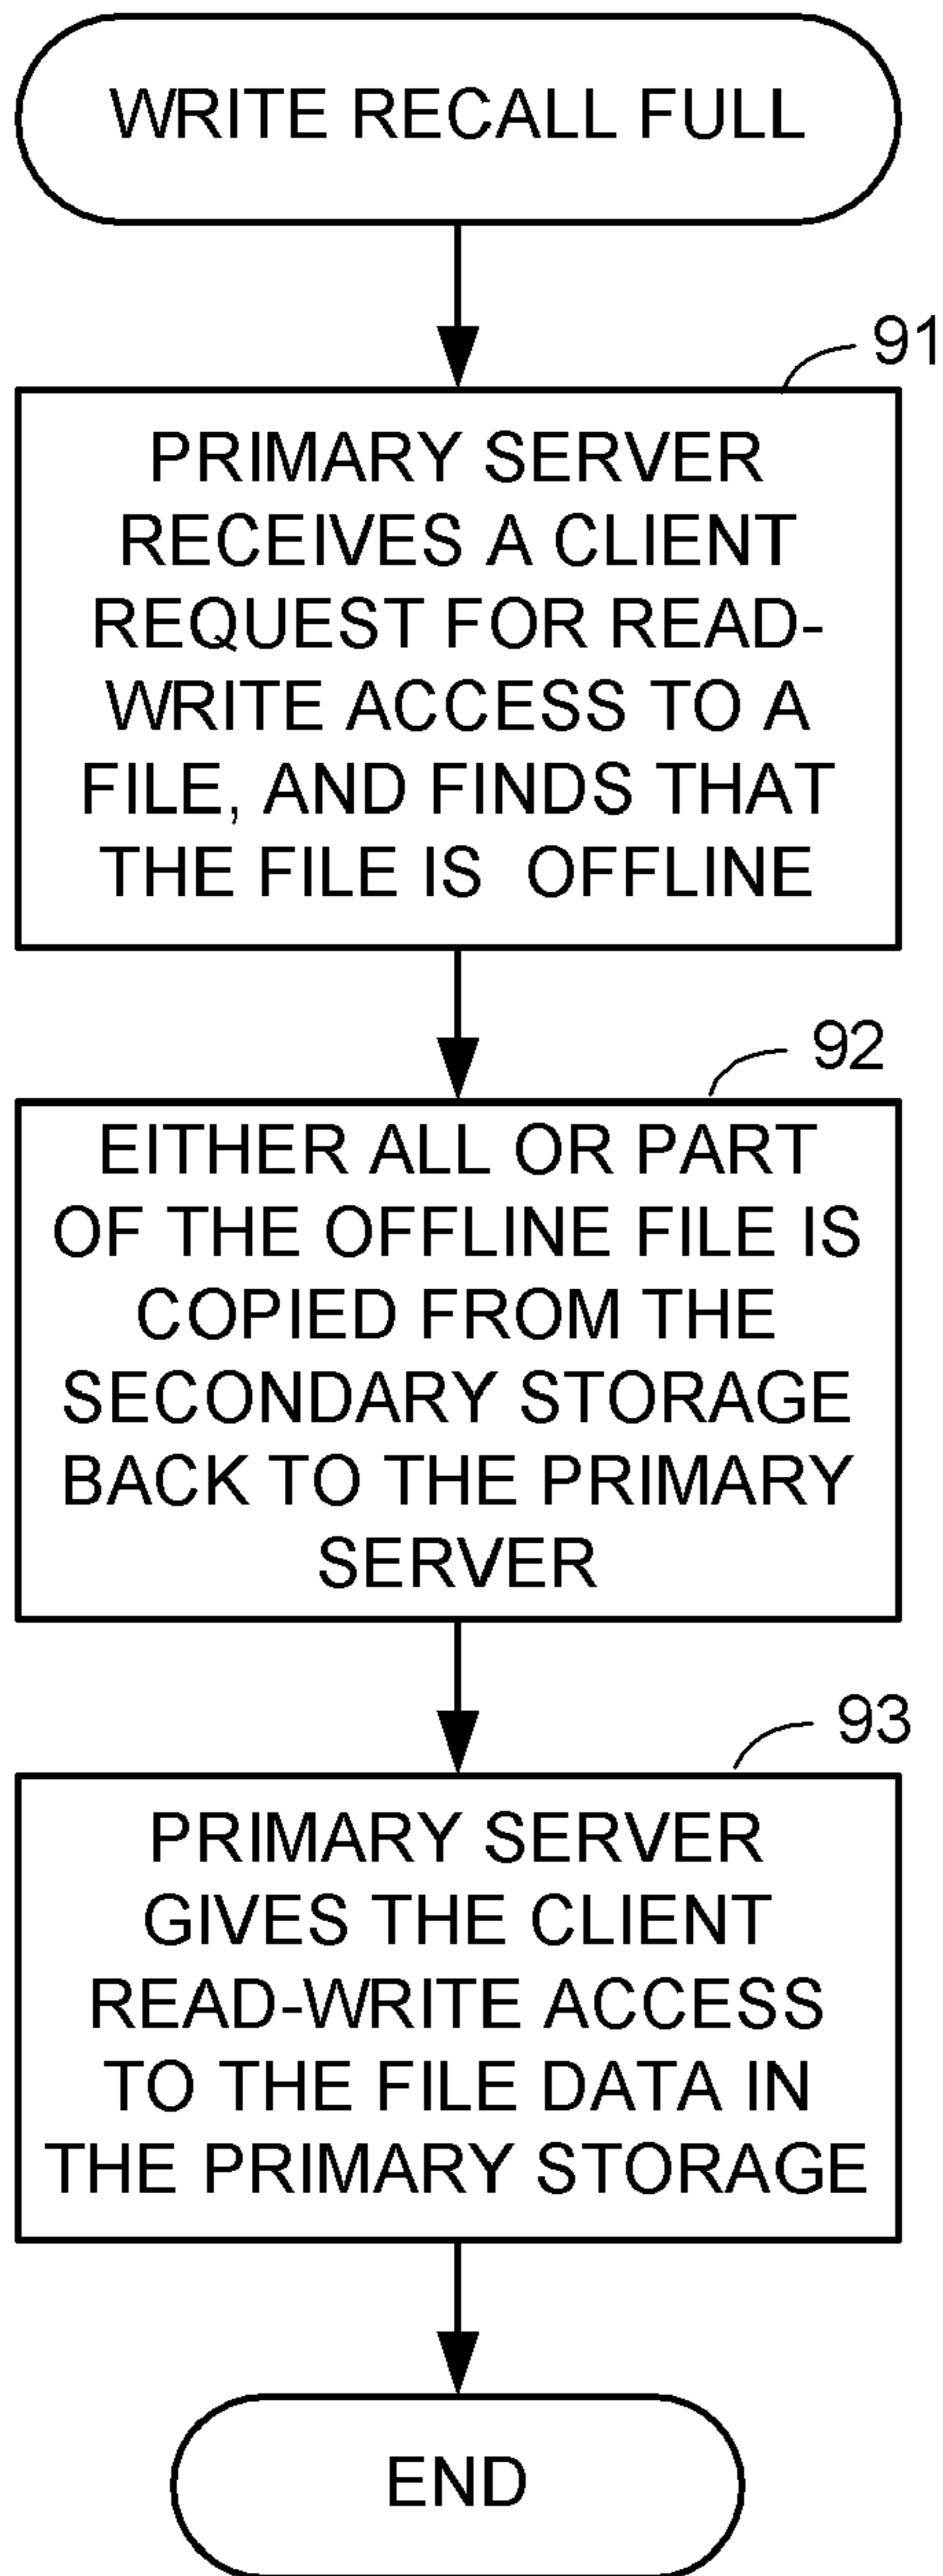 WRITE RECALL FULL
91
PRIMARY SERVER
RECEIVES A CLIENT
REQUEST FOR READ-
WRITE ACCESS TO A
FILE, AND FINDS THAT
THE FILE IS  OFFLINE
92
EITHER ALL OR PART
OF THE OFFLINE FILE IS
COPIED FROM THE
SECONDARY STORAGE
BACK TO THE PRIMARY
SERVER
93
PRIMARY SERVER
GIVES THE CLIENT
READ-WRITE ACCESS
TO THE FILE DATA IN
THE PRIMARY STORAGE
END